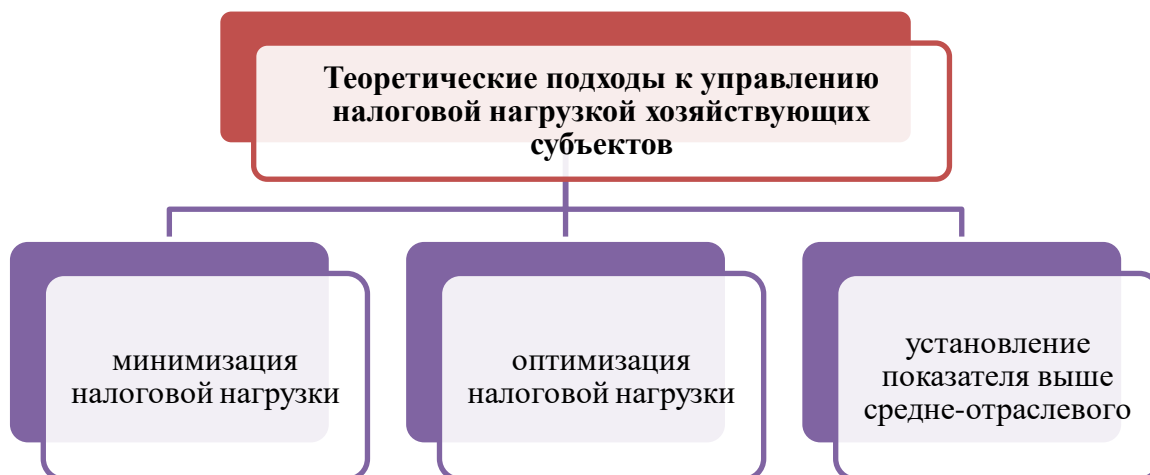 Теоретические подходы к управлению
налоговой нагрузкой хозяйствующих
субъектов
минимизация
налоговой нагрузки
оптимизация
налоговой нагрузки
установление
показателя выше
средне-отраслевого